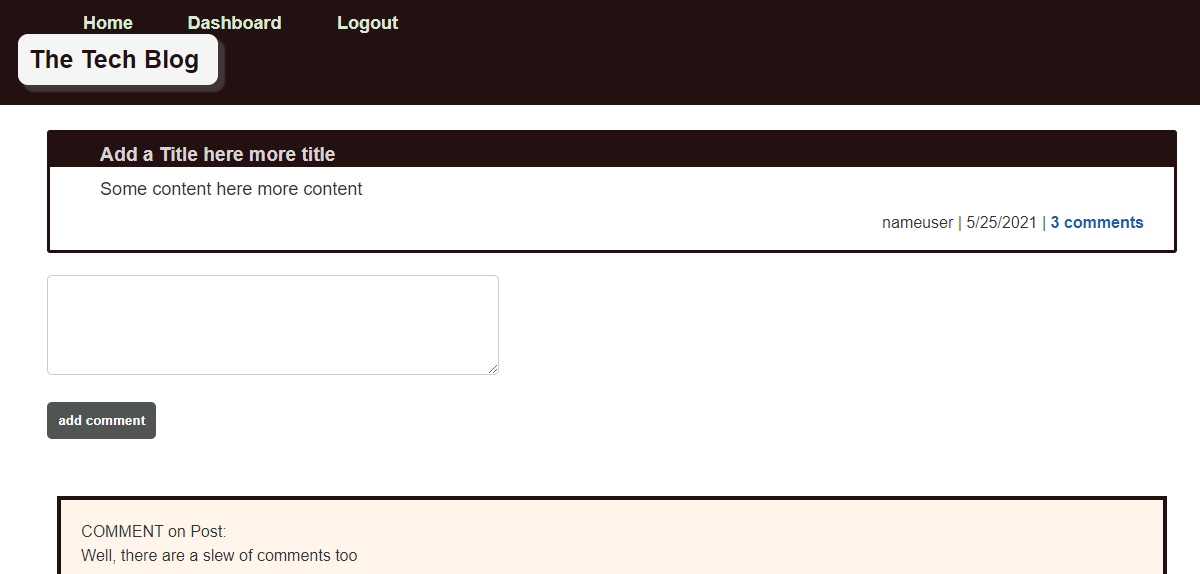 Home Dashboard Logout
The Tech Blog
Add a Title here more title
Some content here more content
nameuser | 5/25/2021 | 3 comments
add comment
COMMENT on Post:
Well, there are a slew of comments too